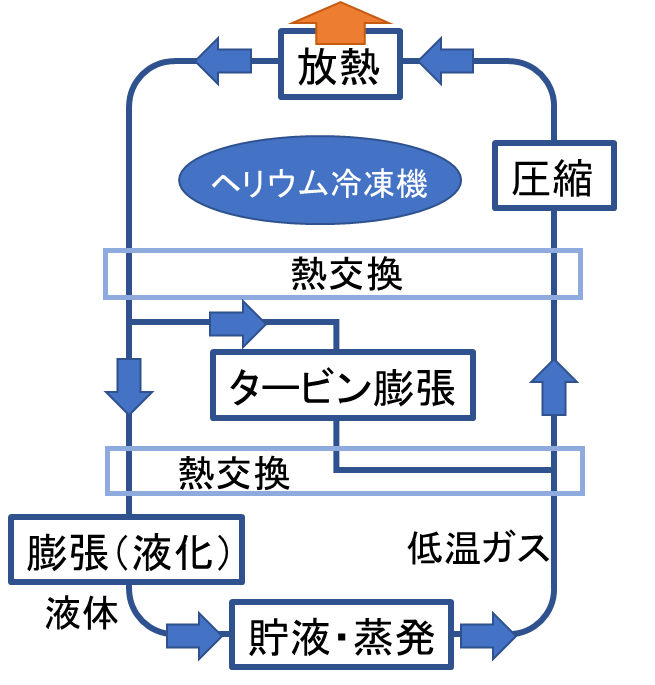 放熱
圧縮
ヘリウム冷凍機
熱交換
タービン膨張
熱交換
膨張（液化）
低温ガス
液体
貯液・蒸発